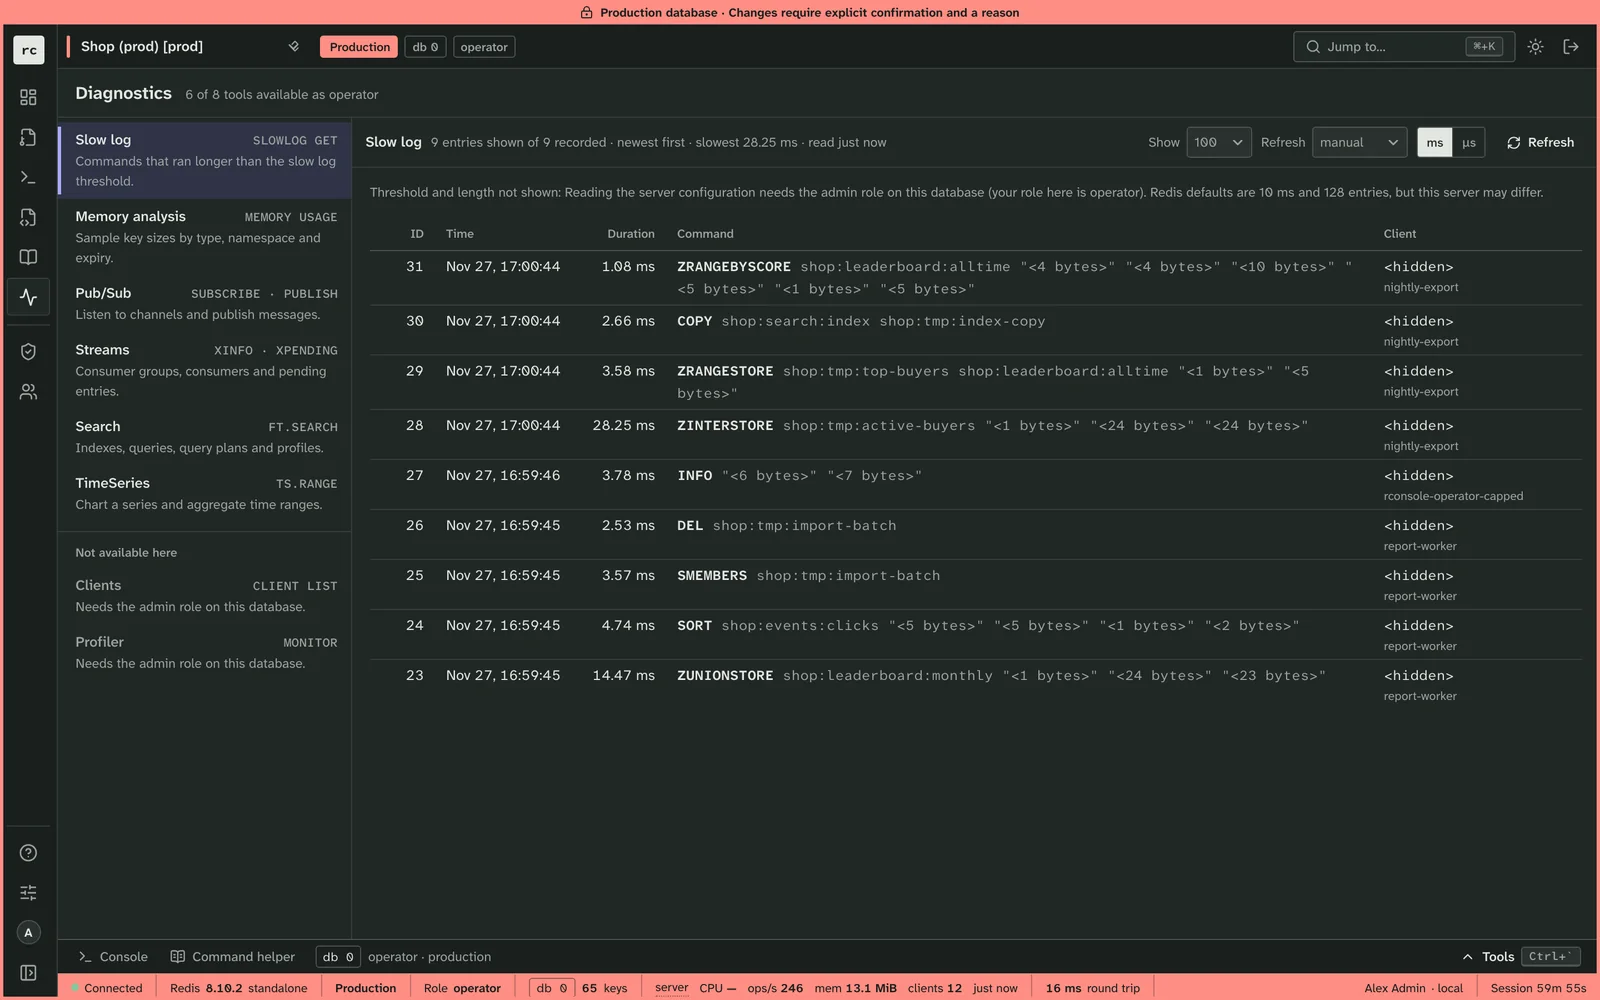 Production database · Changes require explicit confirmation and a reason
rc
Shop (prod) [prod]
Production
db 0
operator
Jump to...
⌘+K
Diagnostics
6 of 8 tools available as operator
Slow log
SLOWLOG GET
Commands that ran longer than the slow log
threshold.
Memory analysis
MEMORY USAGE
Sample key sizes by type, namespace and
expiry.
Pub/Sub
SUBSCRIBE · PUBLISH
Listen to channels and publish messages.
Streams
XINFO · XPENDING
Consumer groups, consumers and pending
entries.
Search
FT.SEARCH
Indexes, queries, query plans and profiles.
TimeSeries
TS.RANGE
Chart a series and aggregate time ranges.
Not available here
Clients
CLIENT LIST
Needs the admin role on this database.
Profiler
MONITOR
Needs the admin role on this database.
Slow log 9 entries shown of 9 recorded · newest first · slowest 28.25 ms · read just now
Show 100 Refresh manual ms µs Refresh
Threshold and length not shown: Reading the server configuration needs the admin role on this database (your role here is operator). Redis defaults are 10 ms and 128 entries, but this server may differ.
ID Time Duration Command Client
31 Nov 27, 17:00:44 1.08 ms ZRANGEBYSCORE shop:leaderboard:alltime "<4 bytes>" "<4 bytes>" "<10 bytes>" " <hidden>
<5 bytes>" "<1 bytes>" "<5 bytes>" nightly-export
30 Nov 27, 17:00:44 2.66 ms COPY shop:search:index shop:tmp:index-copy <hidden>
nightly-export
29 Nov 27, 17:00:44 3.58 ms ZRANGESTORE shop:tmp:top-buyers shop:leaderboard:alltime "<1 bytes>" "<5 <hidden>
bytes>" nightly-export
28 Nov 27, 17:00:44 28.25 ms ZINTERSTORE shop:tmp:active-buyers "<1 bytes>" "<24 bytes>" "<24 bytes>" <hidden>
nightly-export
27 Nov 27, 16:59:46 3.78 ms INFO "<6 bytes>" "<7 bytes>" <hidden>
rconsole-operator-capped
26 Nov 27, 16:59:45 2.53 ms DEL shop:tmp:import-batch <hidden>
report-worker
25 Nov 27, 16:59:45 3.57 ms SMEMBERS shop:tmp:import-batch <hidden>
report-worker
24 Nov 27, 16:59:45 4.74 ms SORT shop:events:clicks "<5 bytes>" "<5 bytes>" "<1 bytes>" "<2 bytes>" <hidden>
report-worker
23 Nov 27, 16:59:45 14.47 ms ZUNIONSTORE shop:leaderboard:monthly "<1 bytes>" "<24 bytes>" "<23 bytes>" <hidden>
report-worker
A
Console Command helper db 0 operator · production Tools Ctrl+`
Connected Redis 8.10.2 standalone Production Role operator db 0 65 keys server CPU — ops/s 246 mem 13.1 MiB clients 12 just now 16 ms round trip Alex Admin · local Session 59m 55s